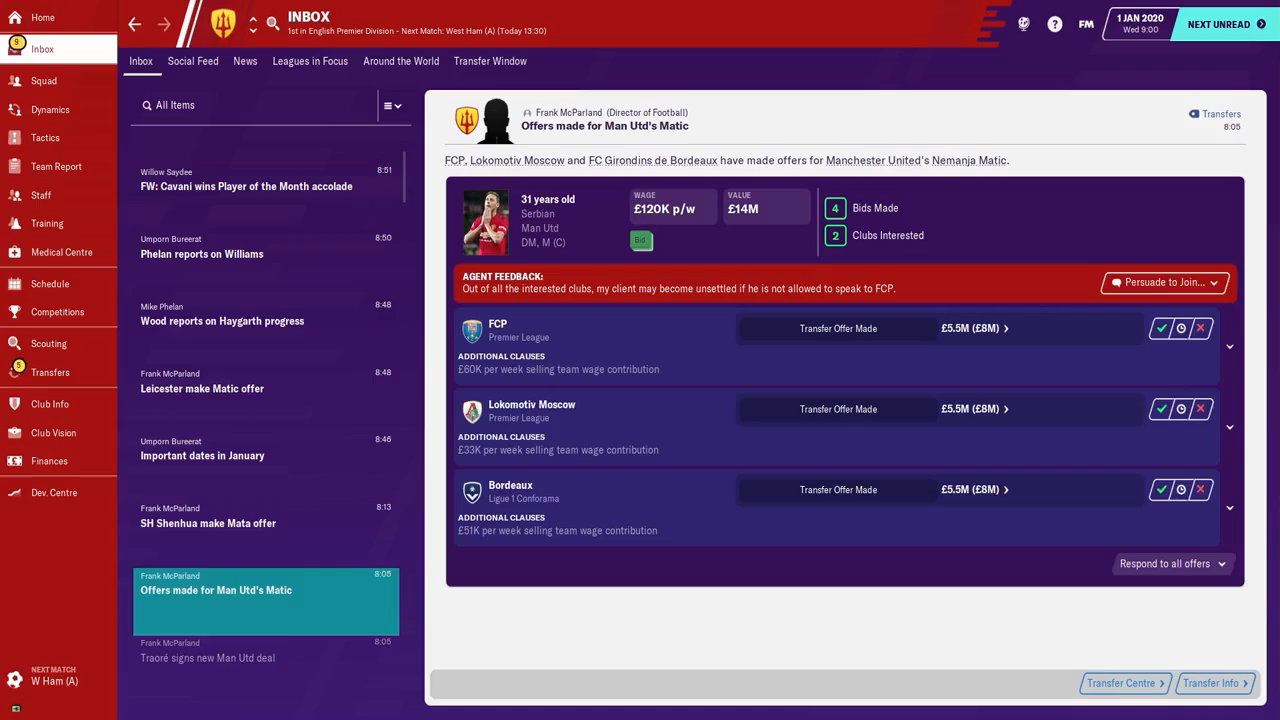 Home
9
Inbox
Squad
Dynamics
Tactics
Team Report
Staff
Training
Medical Centre
Schedule
Competitions
Scouting
5
Transfers
Club Info
Club Vision
Finances
Dev. Centre
NEXT MATCH
W Ham (A)
INBOX
1st in English Premier Division - Next Match: West Ham (A) (Today 13:30)
?
FM
1 JAN 2020
Wed 9:00
NEXT UNREAD
Inbox
Social Feed
News
Leagues in Focus
Around the World
Transfer Window
All Items
Willow Saydee 8:51
FW: Cavani wins Player of the Month accolade
Umporn Bureerat 8:50
Phelan reports on Williams
Mike Phelan 8:48
Wood reports on Haygarth progress
Frank McParland 8:48
Leicester make Matic offer
Umporn Bureerat 8:46
Important dates in January
Frank McParland 8:13
SH Shenhua make Mata offer
Frank McParland 8:05
Offers made for Man Utd's Matic
Frank McParland 8:05
Traoré signs new Man Utd deal
Frank McParland (Director of Football)
Offers made for Man Utd's Matic
Transfers
8:05
FCP, Lokomotiv Moscow and FC Girondins de Bordeaux have made offers for Manchester United's Nemanja Matic.
31 years old
Serbian
Man Utd
DM, M (C)
WAGE
£120K p/w
VALUE
£14M
Bid
4 Bids Made
2 Clubs Interested
AGENT FEEDBACK:
Out of all the interested clubs, my client may become unsettled if he is not allowed to speak to FCP.
Persuade to Join...
FCP
Premier League
Transfer Offer Made
£5.5M (£8M)
ADDITIONAL CLAUSES
£60K per week selling team wage contribution
Lokomotiv Moscow
Premier League
Transfer Offer Made
£5.5M (£8M)
ADDITIONAL CLAUSES
£33K per week selling team wage contribution
Bordeaux
Ligue 1 Conforama
Transfer Offer Made
£5.5M (£8M)
ADDITIONAL CLAUSES
£51K per week selling team wage contribution
Respond to all offers
Transfer Centre
Transfer Info